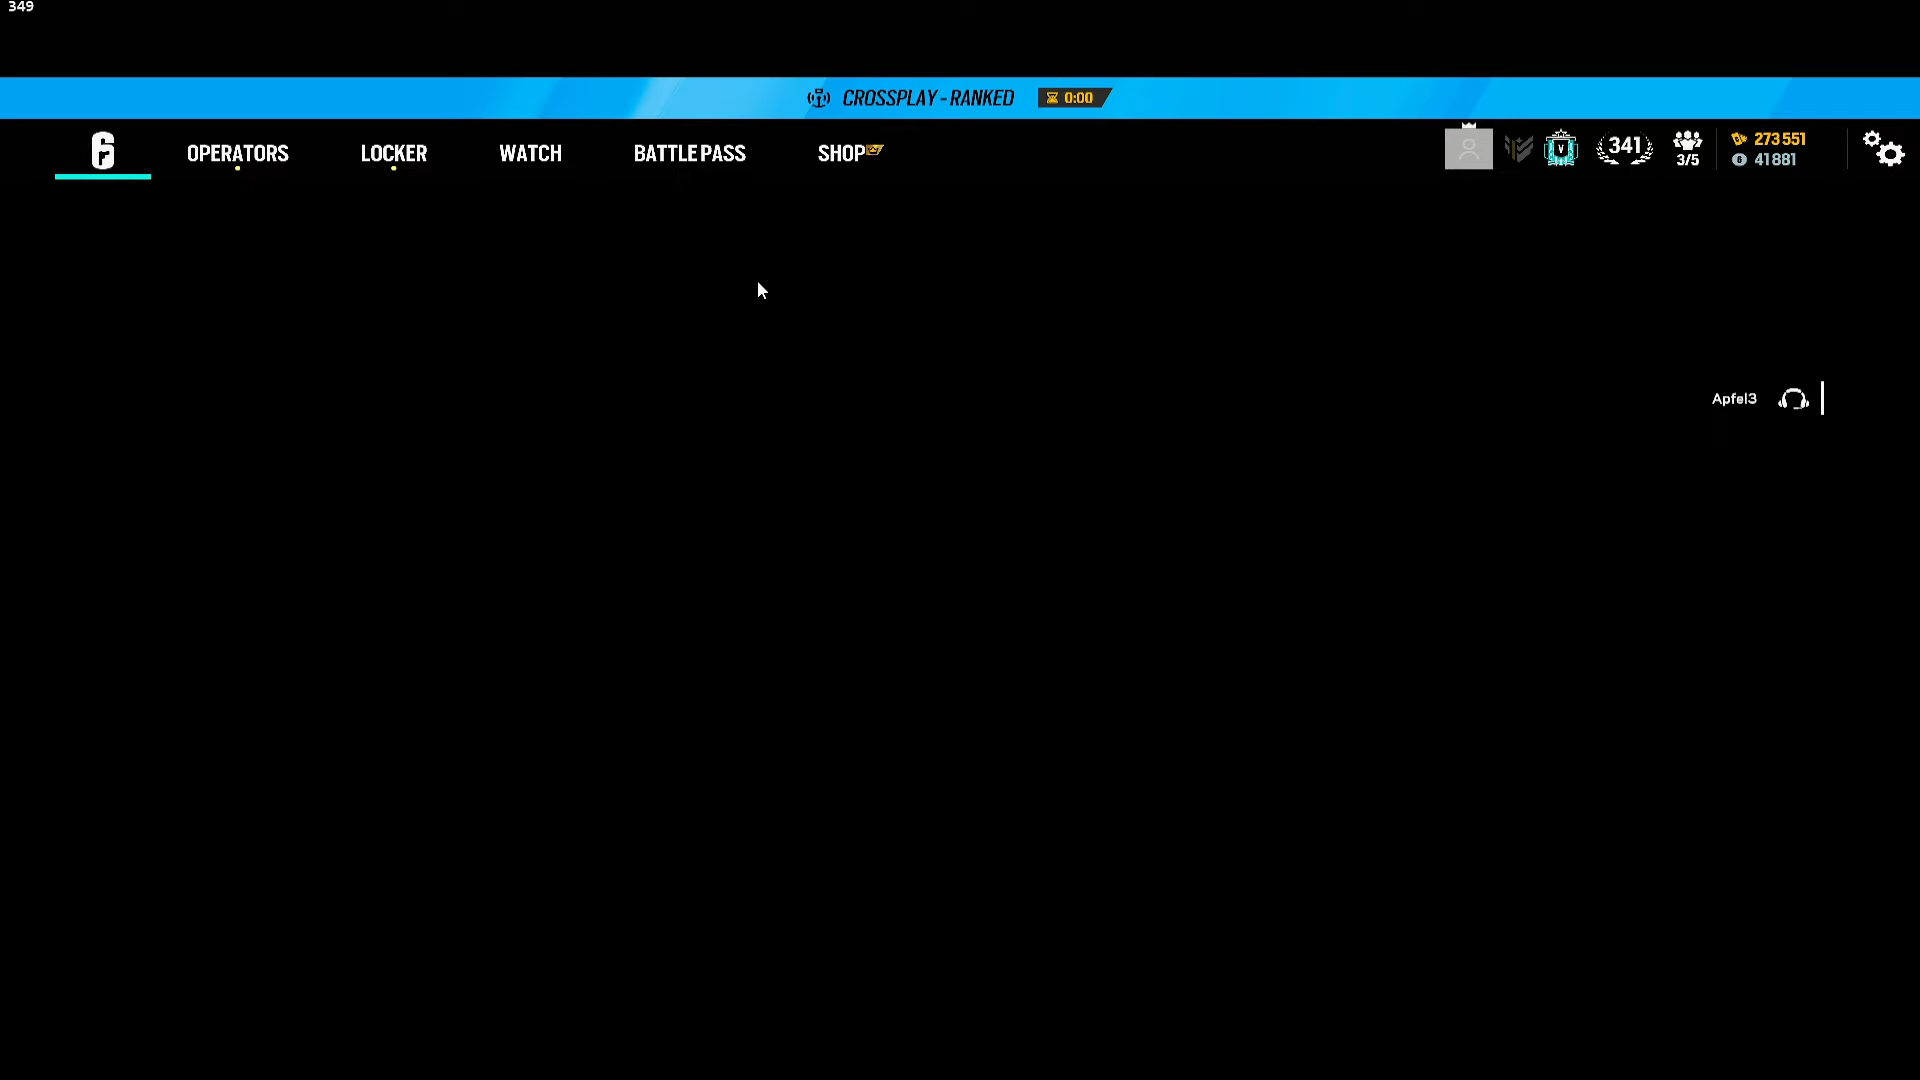 349
CROSSPLAY - RANKED 0:00
OPERATORS LOCKER WATCH BATTLE PASS SHOP V 341 3/5 273 551
41 881
Apfel3